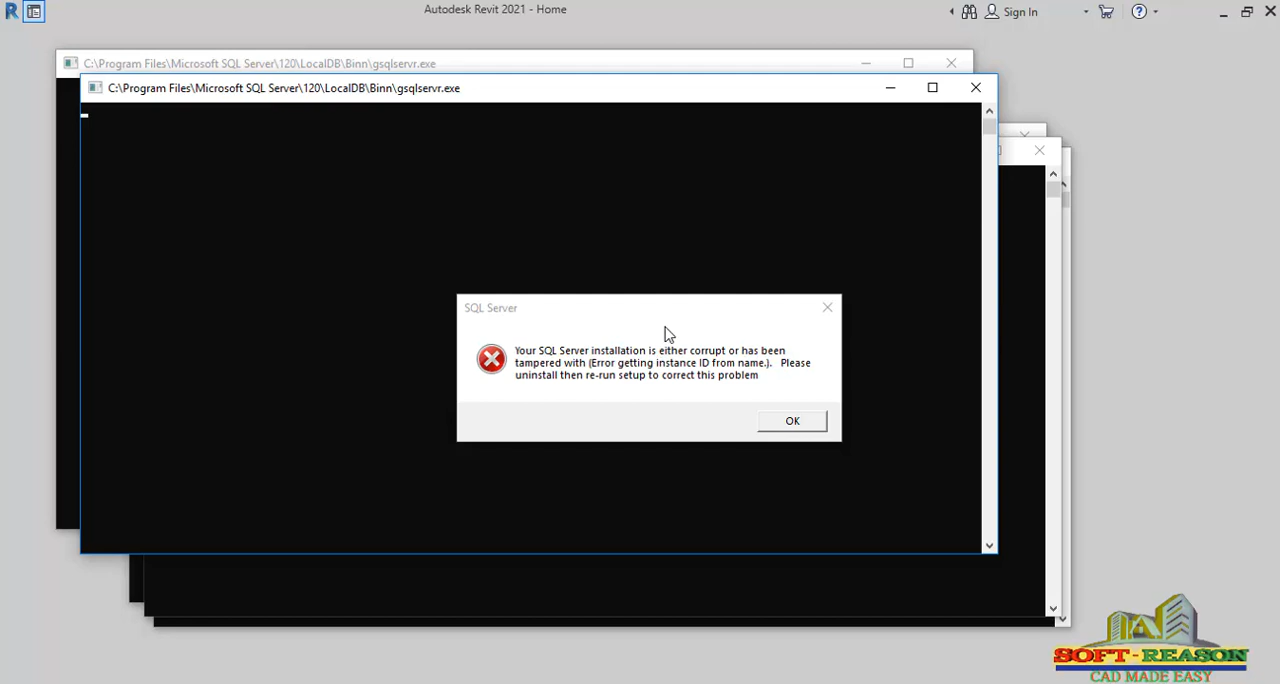 Autodesk Revit 2021 - Home
Sign In
C:\Program Files\Microsoft SQL Server\120\LocalDB\Binn\gsqlservr.exe
C:\Program Files\Microsoft SQL Server\120\LocalDB\Binn\gsqlservr.exe
SQL Server
Your SQL Server installation is either corrupt or has been
tampered with (Error getting instance ID from name.). Please
uninstall then re-run setup to correct this problem
OK
SOFT-REASON
CAD MADE EASY